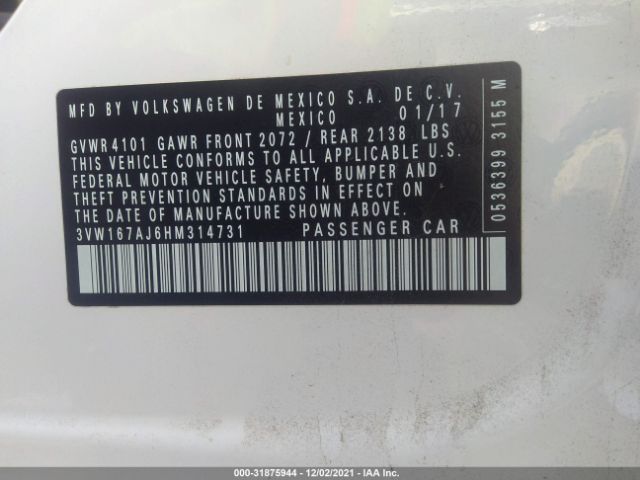 MFD BY VOLKSWAGEN DE MEXICO S.A. DE C.V.
MEXICO 01/17
GVWR 4101 GAWR FRONT 2072 / REAR 2138 LBS
THIS VEHICLE CONFORMS TO ALL APPLICABLE U.S.
FEDERAL MOTOR VEHICLE SAFETY, BUMPER AND
THEFT PREVENTION STANDARDS IN EFFECT ON
THE DATE OF MANUFACTURE SHOWN ABOVE.
3VW167AJ6HM314731 PASSENGER CAR
0536399 3155 M
000-31875944 - 12/02/2021 - IAA Inc.